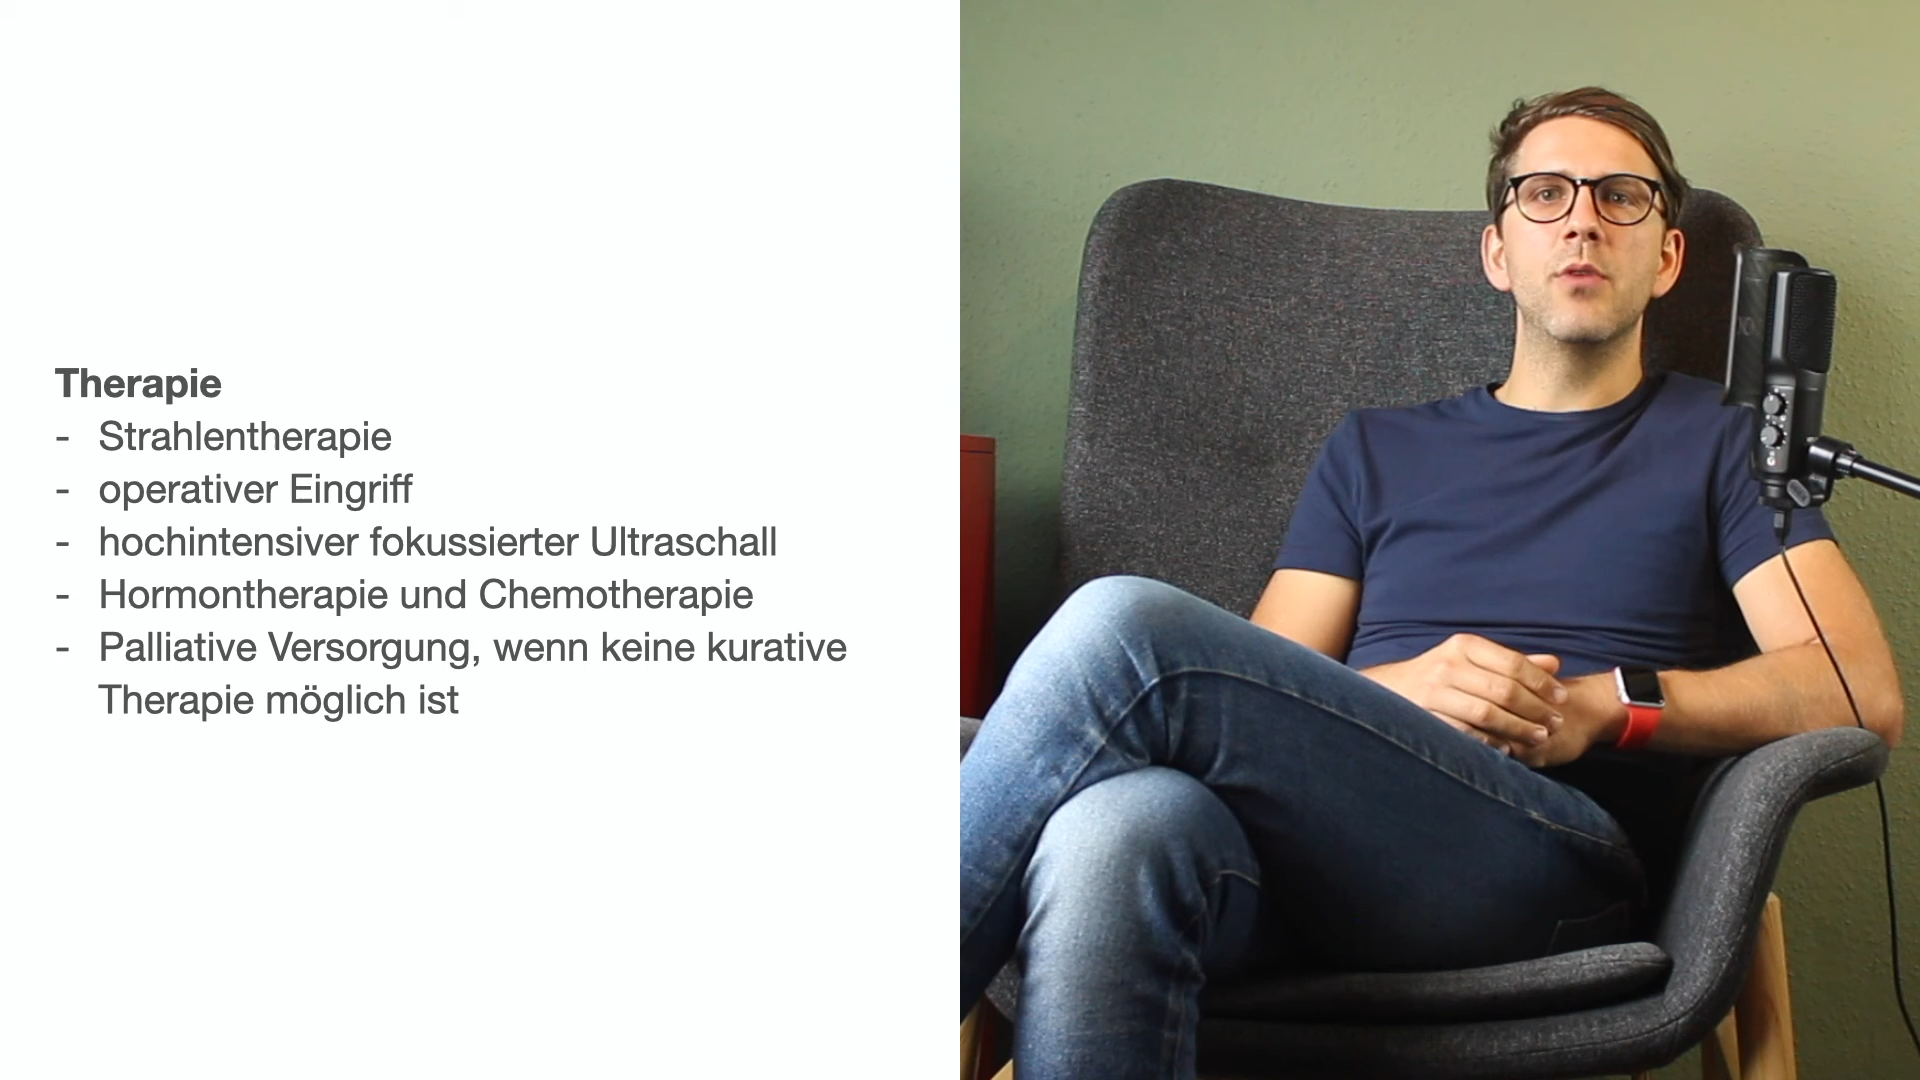 Therapie
- Strahlentherapie
- operativer Eingriff
- hochintensiver fokussierter Ultraschall
- Hormontherapie und Chemotherapie
- Palliative Versorgung, wenn keine kurative
Therapie möglich ist